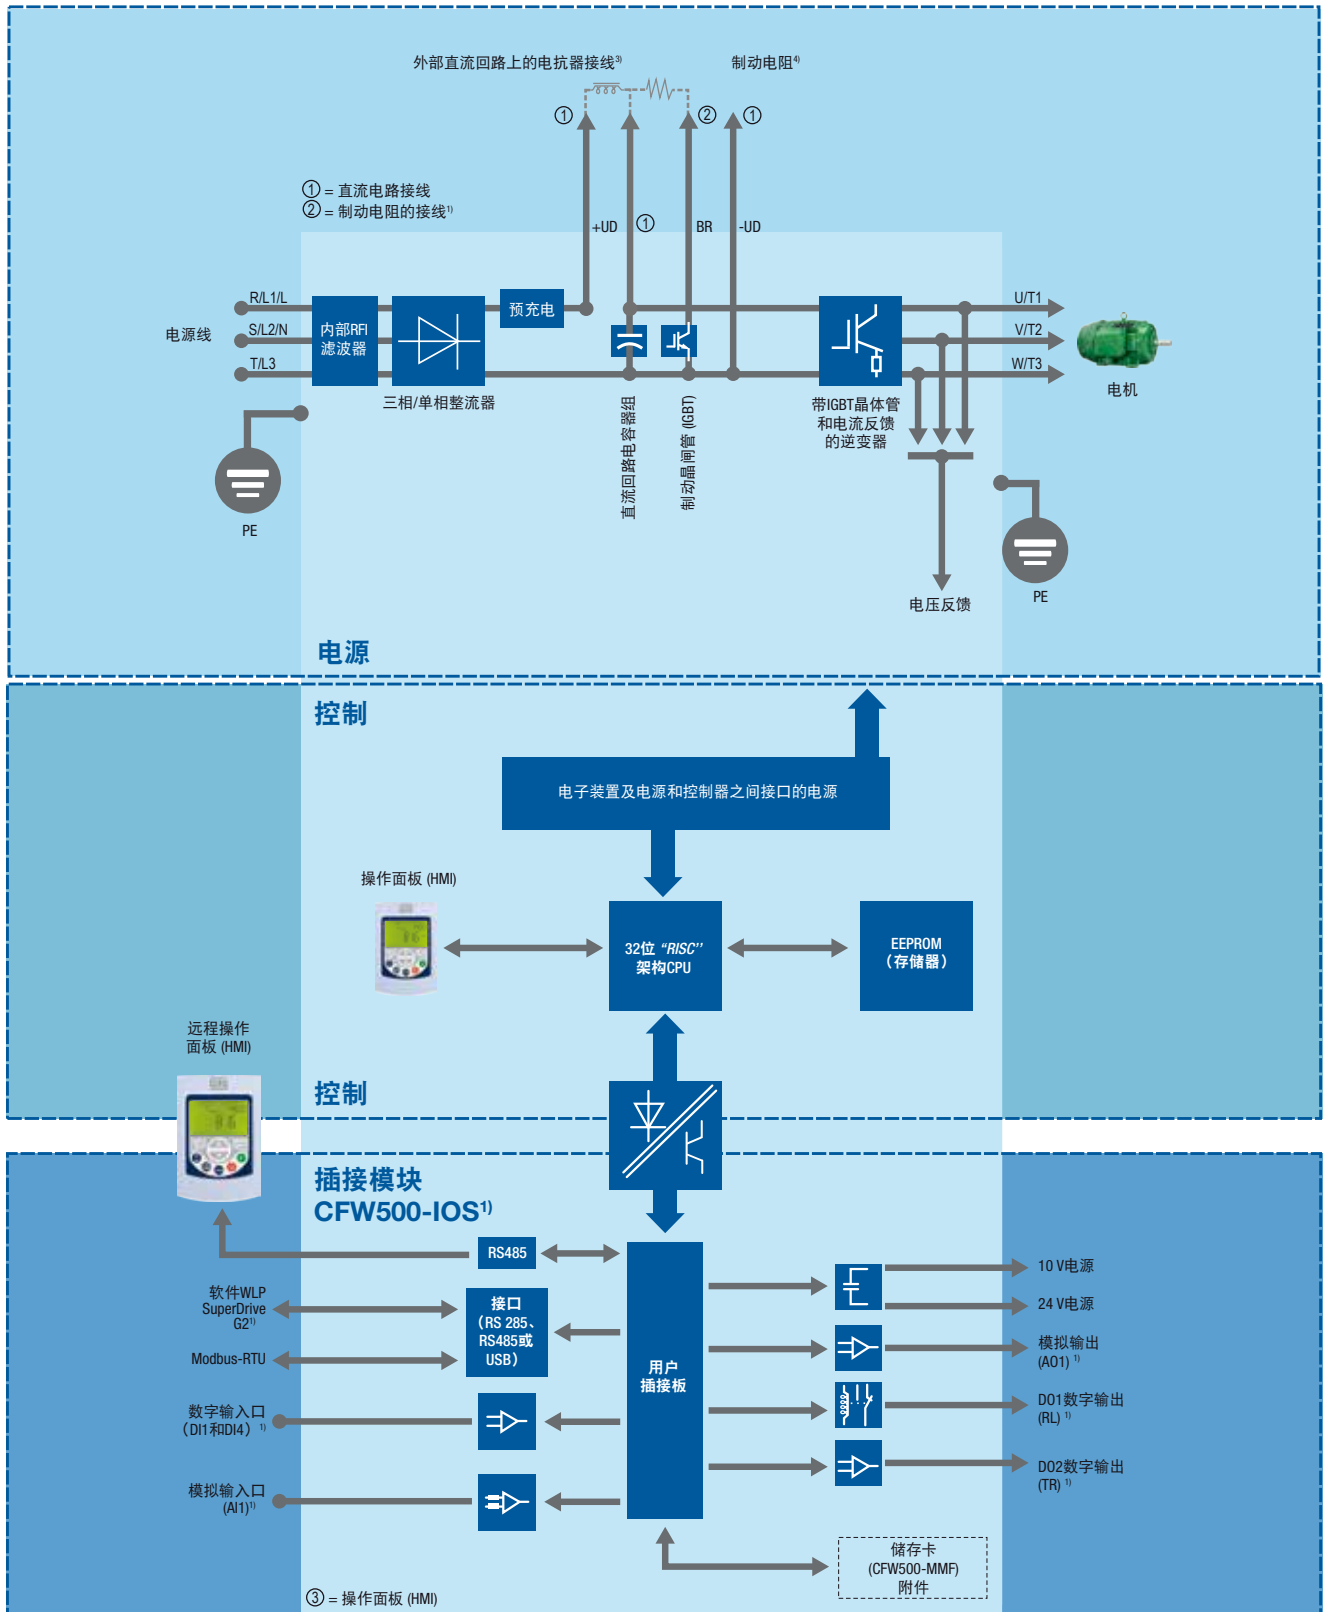 外部直流回路上的电抗器接线3)
制动电阻4)
① ② ①
① = 直流电路接线
② = 制动电阻的接线1)
+UD
①
BR
-UD
R/L1/L
S/L2/N
T/L3
电源线
内部RFI
滤波器
预充电
三相/单相整流器
直流回路电容器组
制动晶闸管 (IGBT)
带IGBT晶体管
和电流反馈
的逆变器
U/T1
V/T2
W/T3
电机
PE
电压反馈
PE
电源
控制
电子装置及电源和控制器之间接口的电源
操作面板 (HMI)
32位 “RISC”
架构CPU
EEPROM
（存储器）
远程操作
面板 (HMI)
控制
插接模块
CFW500-IOS1)
RS485
软件WLP
SuperDrive
G21)
接口
(RS 285、
RS485或
USB）
Modbus-RTU
数字输入口
（DI1和DI4）1)
模拟输入口
(AI1)1)
用户
插接板
10 V电源
24 V电源
模拟输出
(AO1) 1)
DO1数字输出
(RL) 1)
DO2数字输出
(TR) 1)
储存卡
(CFW500-MMF)
附件
③ = 操作面板 (HMI)